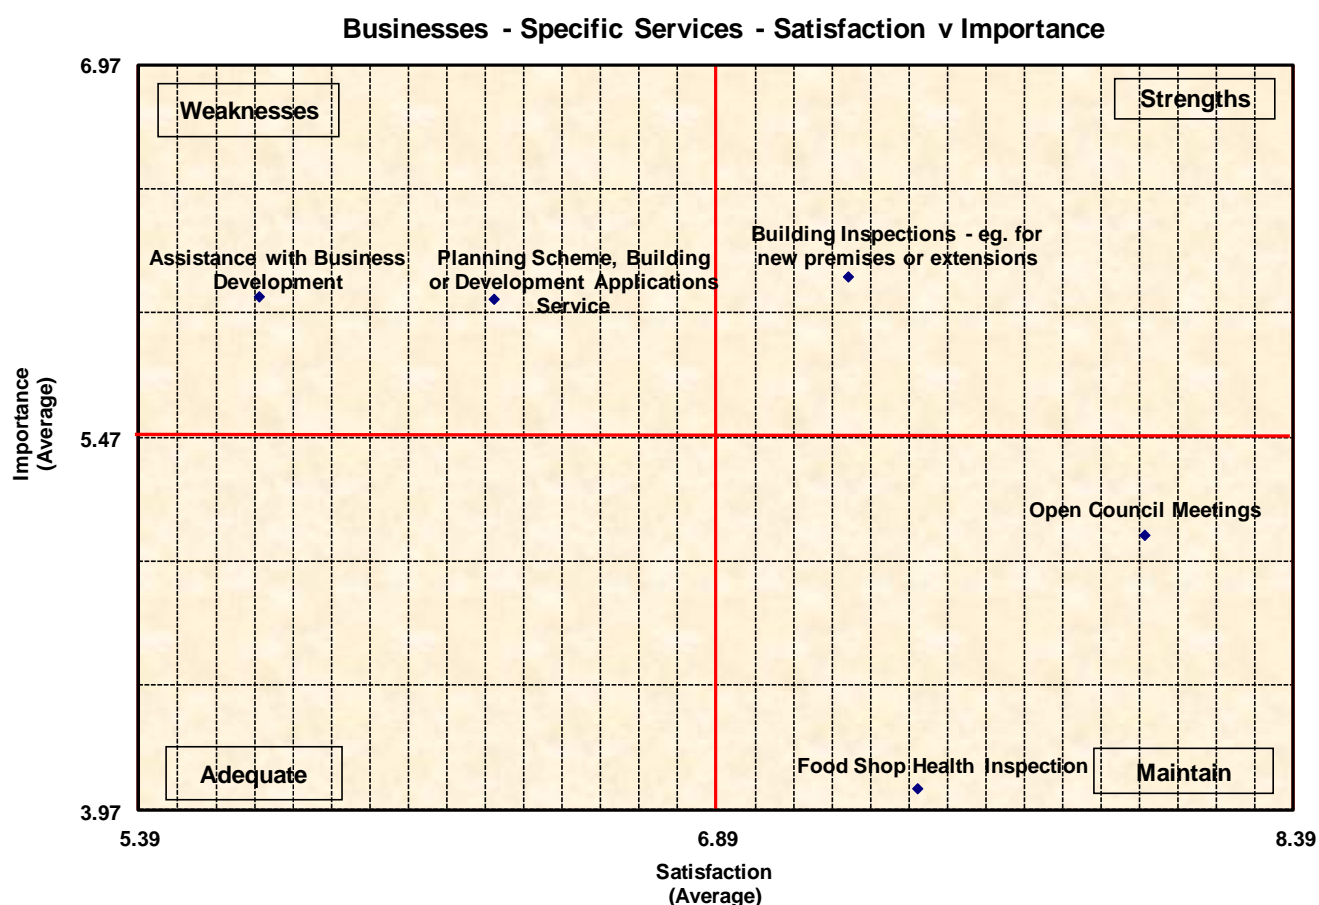 Businesses - Specific Services - Satisfaction v Importance
6.97
Weaknesses
Strengths
Building Inspections - eg. for
new premises or extensions
Assistance with Business
Development
Planning Scheme, Building
or Development Applications
Service
Importance
(Average)
5.47
Open Council Meetings
Food Shop Health Inspection
Adequate
Maintain
3.97
5.39
6.89
8.39
Satisfaction
(Average)